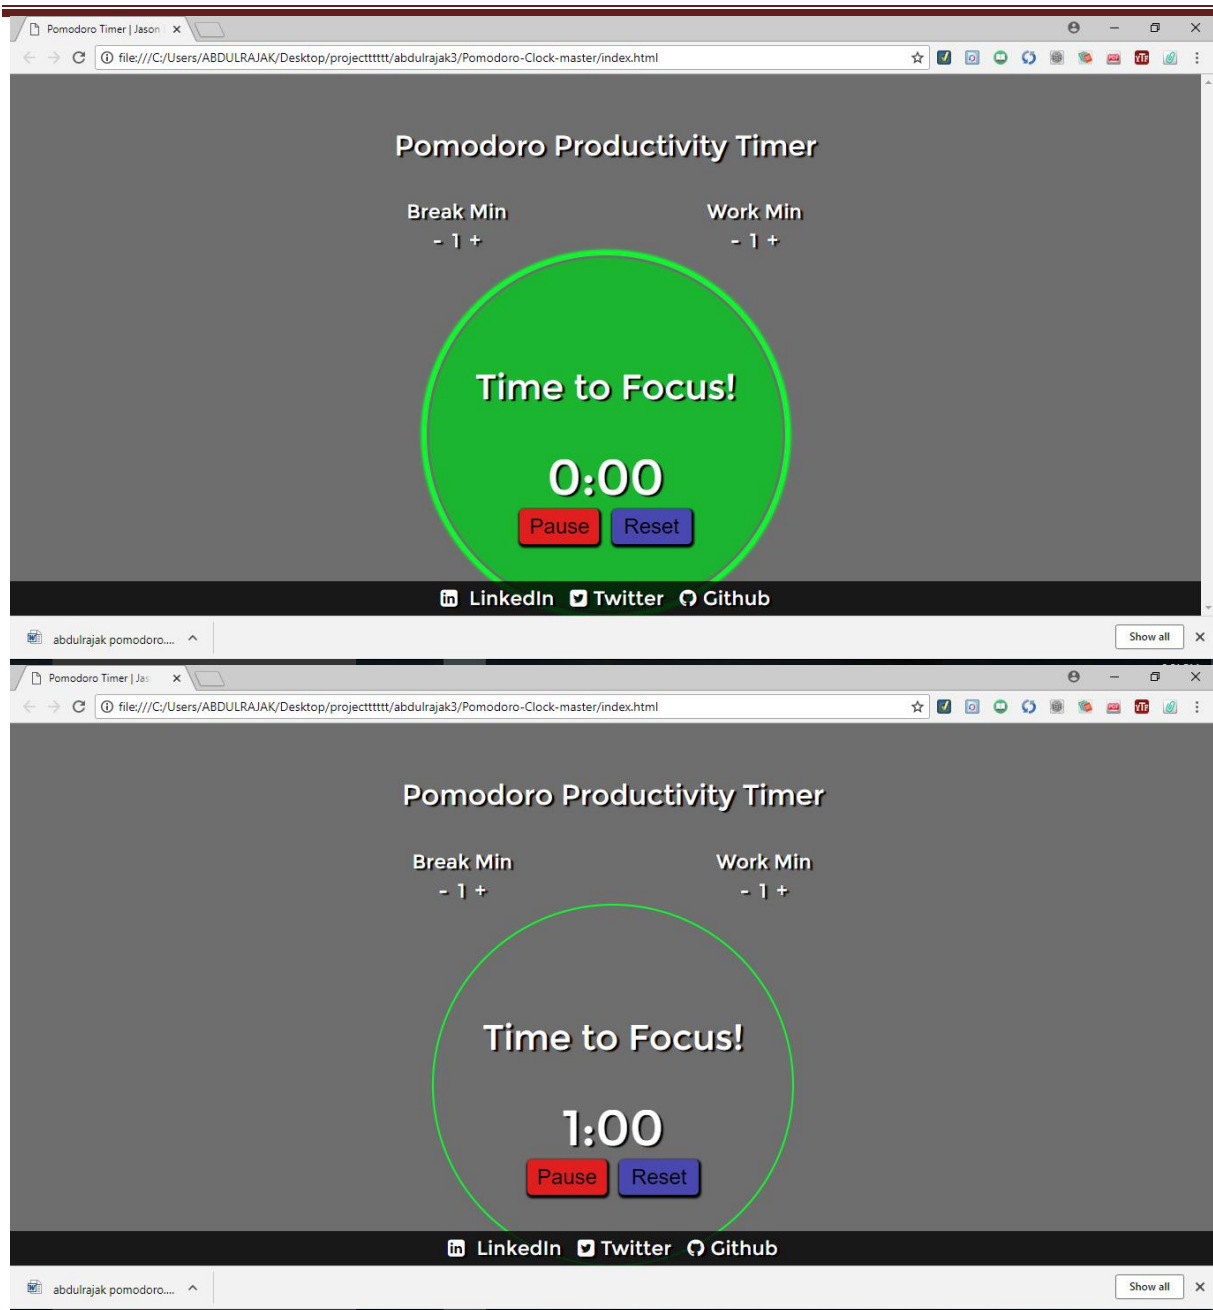 Pomodoro Timer | Jason
file:///C:/Users/ABDULRAJAK/Desktop/projectttttt/abdulrajak3/Pomodoro-Clock-master/index.html
Pomodoro Productivity Timer
Break Min Work Min
- 1 + - 1 +
Time to Focus!
0:00
Pause Reset
LinkedIn Twitter Github
abdulrajak pomodoro.... Show all
Pomodoro Timer | Jas
file:///C:/Users/ABDULRAJAK/Desktop/projectttttt/abdulrajak3/Pomodoro-Clock-master/index.html
Pomodoro Productivity Timer
Break Min Work Min
- 1 + - 1 +
Time to Focus!
1:00
Pause Reset
LinkedIn Twitter Github
abdulrajak pomodoro.... Show all